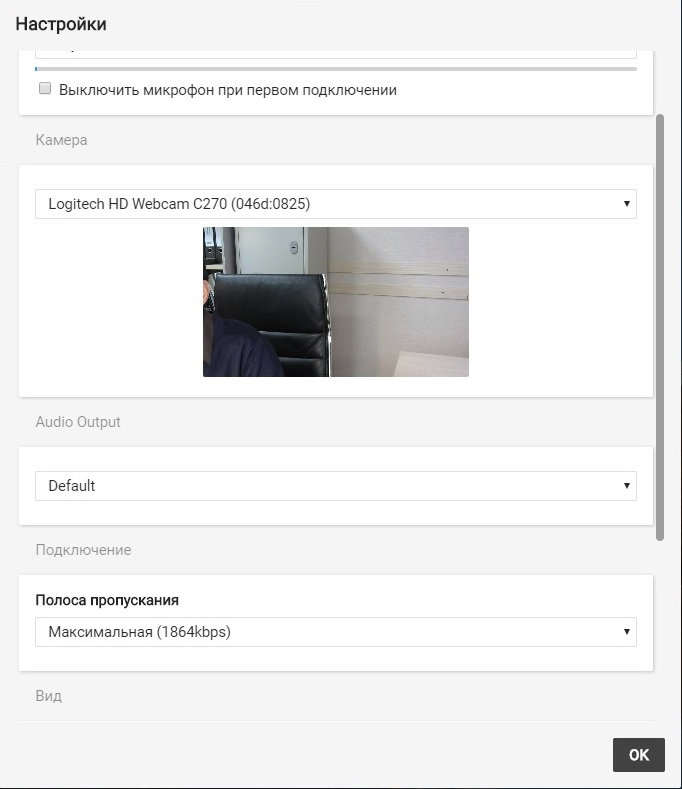 Настройки
Выключить микрофон при первом подключении
Камера
Logitech HD Webcam C270 (046d:0825)
Audio Output
Default
Подключение
Полоса пропускания
Максимальная (1864kbps)
Вид
OK